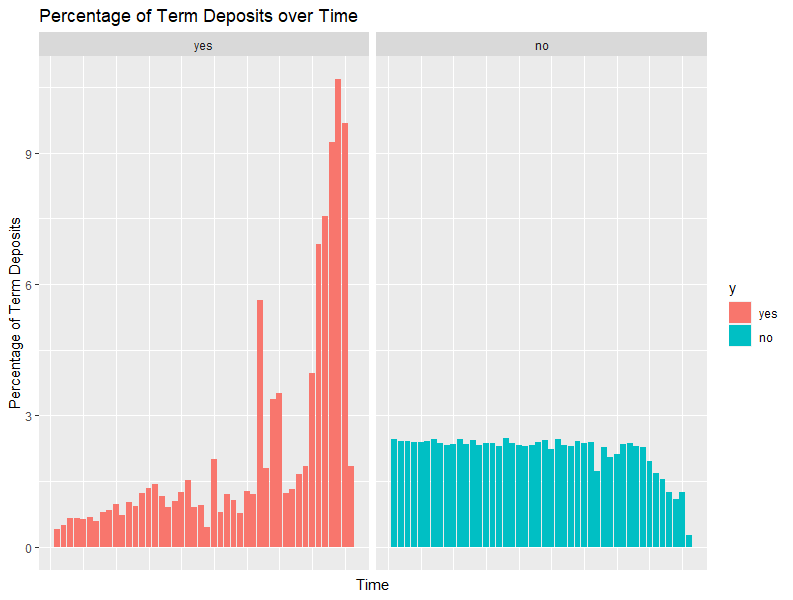 Percentage of Term Deposits over Time
yes
no
Percentage of Term Deposits
9
6
3
0
Time
y
yes
no